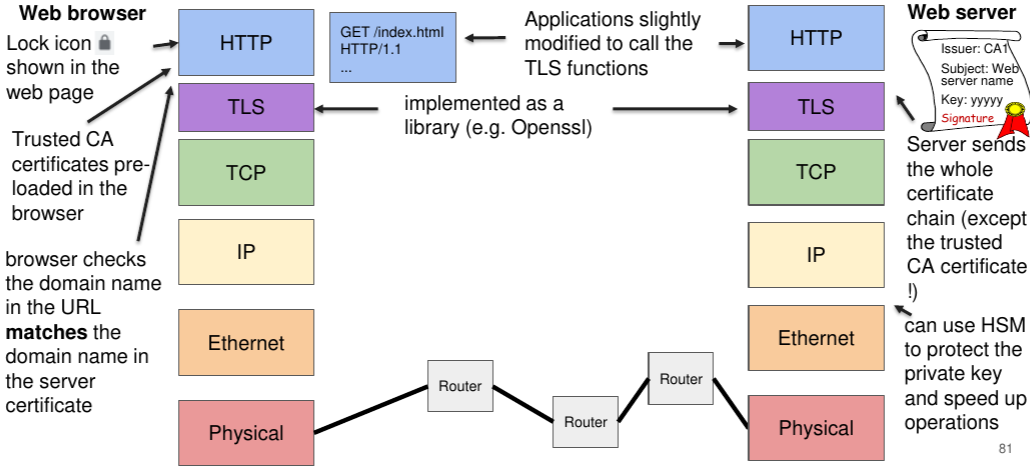 Web browser
Lock icon
shown in the
web page
Trusted CA
certificates pre-
loaded in the
browser
browser checks
the domain name
in the URL
matches the
domain name in
the server
certificate
HTTP
TLS
TCP
IP
Ethernet
Physical
GET /index.html
HTTP/1.1
...
Applications slightly
modified to call the
TLS functions
implemented as a
library (e.g. Openssl)
Router
Router
Router
HTTP
TLS
TCP
IP
Ethernet
Physical
Web server
Issuer: CA1
Subject: Web
server name
Key: yyyyy
Signature
Server sends
the whole
certificate
chain (except
the trusted
CA certificate
!)
can use HSM
to protect the
private key
and speed up
operations
81